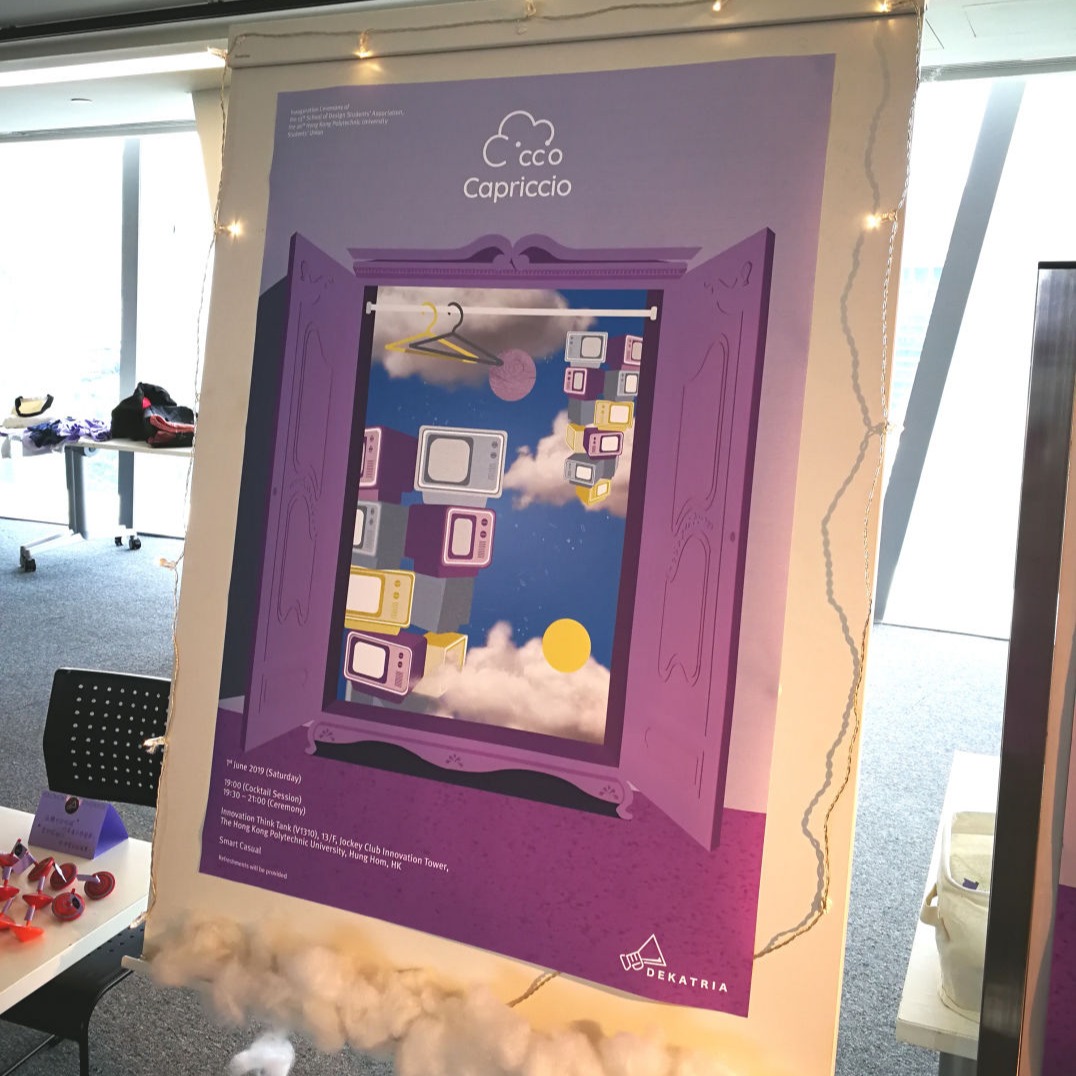 Inauguration Ceremony of
the 13th School of Design Students' Association,
the 30th Hong Kong Polytechnic University
Students' Union
Cicco
Capriccio
1st June 2019 (Saturday)
19:00 (Cocktail Session)
19:30 – 21:00 (Ceremony)
Innovation Think Tank (V1310), 13/F, Jockey Club Innovation Tower,
The Hong Kong Polytechnic University, Hung Hom, HK
Smart Casual
Refreshments will be provided
DEKATRIA